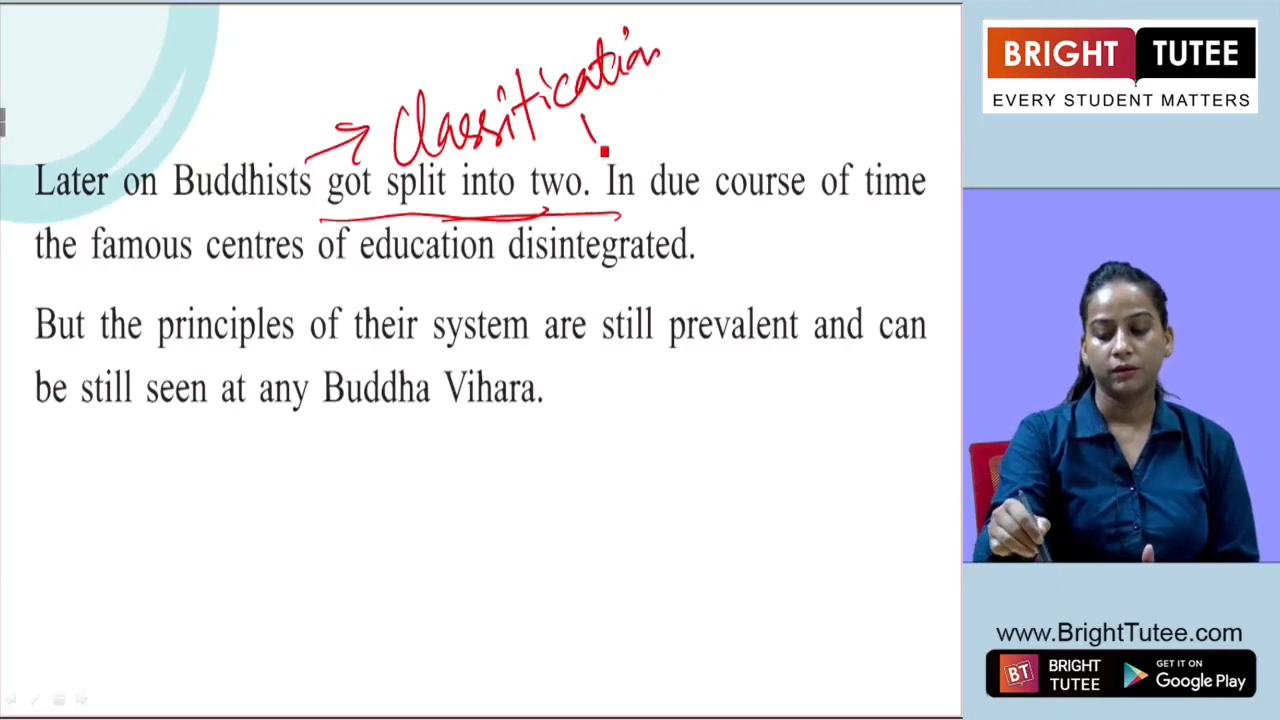 Classification
Later on Buddhists got split into two. In due course of time
the famous centres of education disintegrated.
But the principles of their system are still prevalent and can
be still seen at any Buddha Vihara.
BRIGHT TUTEE
EVERY STUDENT MATTERS
www.BrightTutee.com
BT
BRIGHT
TUTEE
GET IT ON
Google Play